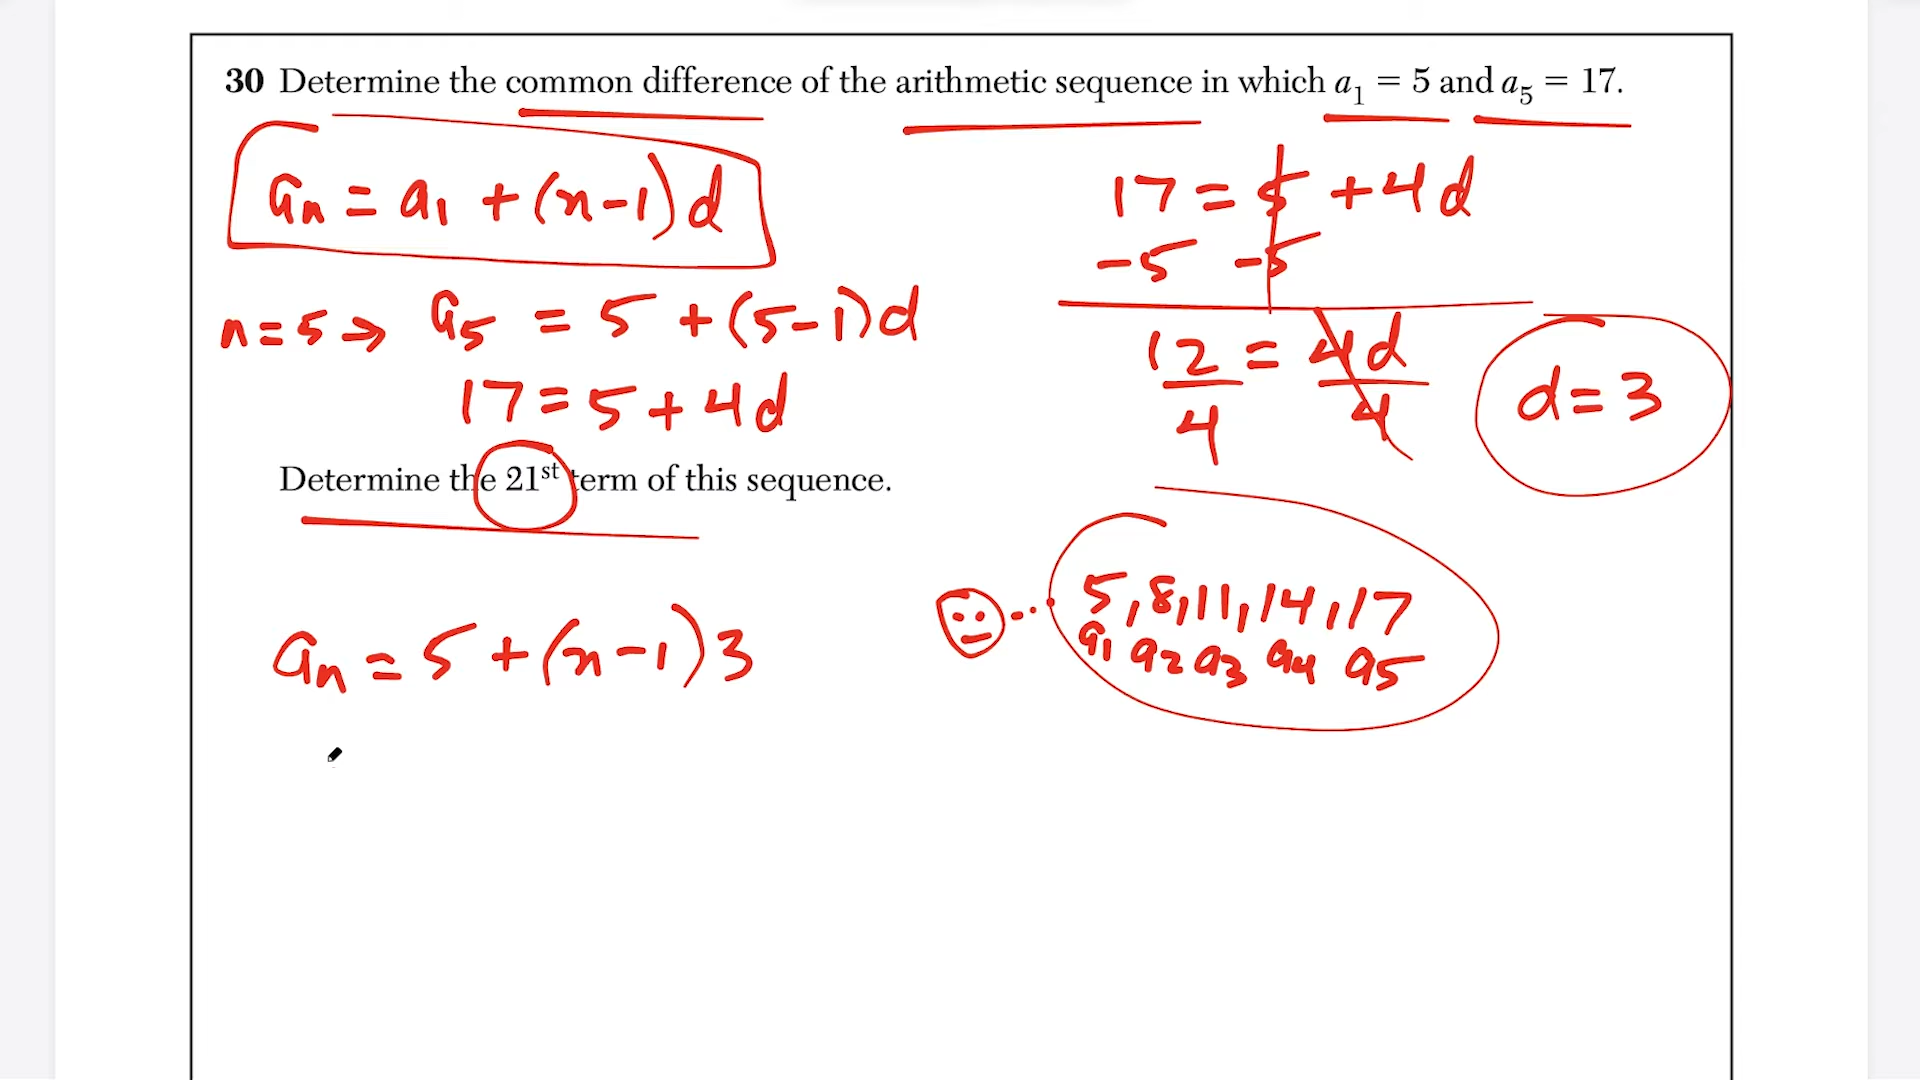 30 Determine the common difference of the arithmetic sequence in which a₁ = 5 and a₅ = 17.
an = a1 + (n-1)d
n=5 → a5 = 5 + (5-1)d
17 = 5 + 4d
17 = 5 + 4d
-5 -5
12 = 4d
4 4
d = 3
Determine the 21st term of this sequence.
5, 8, 11, 14, 17
a1 a2 a3 a4 a5
an = 5 + (n-1)3